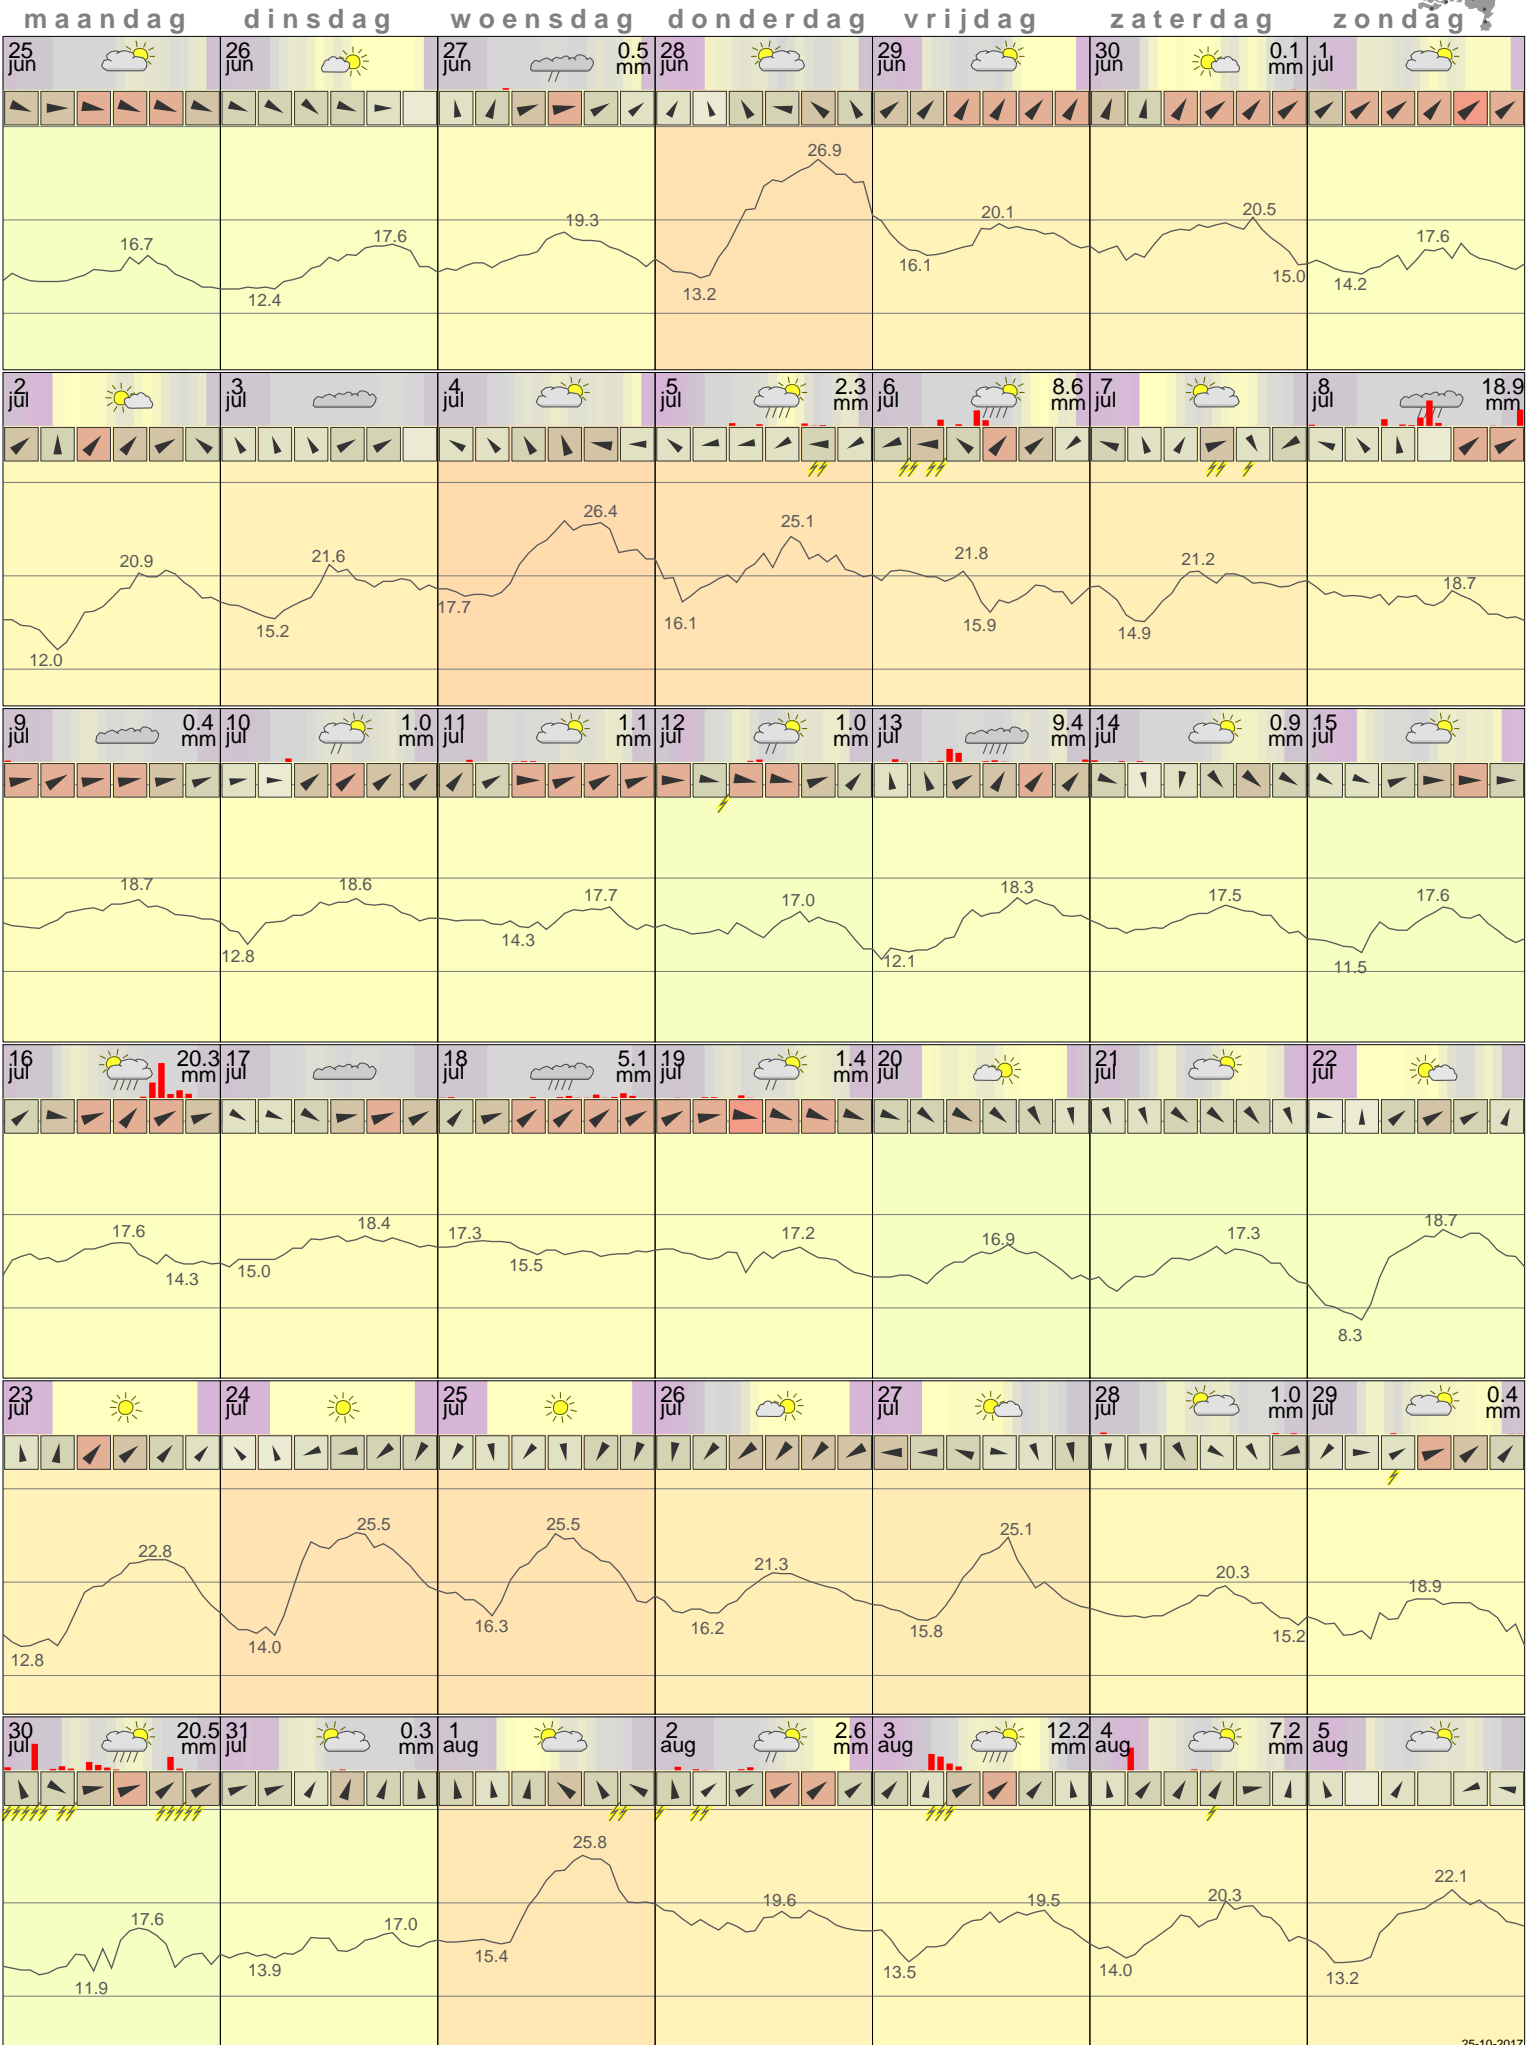 maandag dinsdag woensdag donderdag vrijdag zaterdag zondag
25 26 27 0.5 28 29 30 0.1 1
jun jun jun mm jun jun jun mm jul
26.9
19.3 20.1 20.5
16.7 17.6 17.6
16.1 15.0 14.2
12.4 13.2
2 3 4 5 2.3 6 8.6 7 8 18.9
jul jul jul jul mm jul mm jul jul mm
26.4 25.1
20.9 21.6 21.8 21.2
17.7 18.7
15.2 16.1 15.9 14.9
12.0
9 0.4 10 1.0 11 1.1 12 1.0 13 9.4 14 0.9 15
jul mm jul mm jul mm jul mm jul mm jul mm jul
18.7 18.6 17.7 17.0 18.3 17.5 17.6
12.8 14.3 12.1 11.5
16 20.3 17 18 5.1 19 1.4 20 21 22
jul mm jul jul mm jul mm jul jul jul
17.6 18.4 17.3 17.2 16.9 17.3 18.7
14.3 15.0 15.5
8.3
23 24 25 26 27 28 1.0 29 0.4
jul jul jul jul jul jul mm jul mm
25.5 25.5 25.1
22.8 21.3 20.3 18.9
12.8 14.0 16.3 16.2 15.8 15.2
30 20.5 31 0.3 1 2 2.6 3 12.2 4 7.2 5
jul mm jul mm aug aug mm aug mm aug mm aug
25.8
17.6 17.0 19.6 19.5 20.3 22.1
11.9 13.9 15.4 13.5 14.0 13.2
25-10-2017